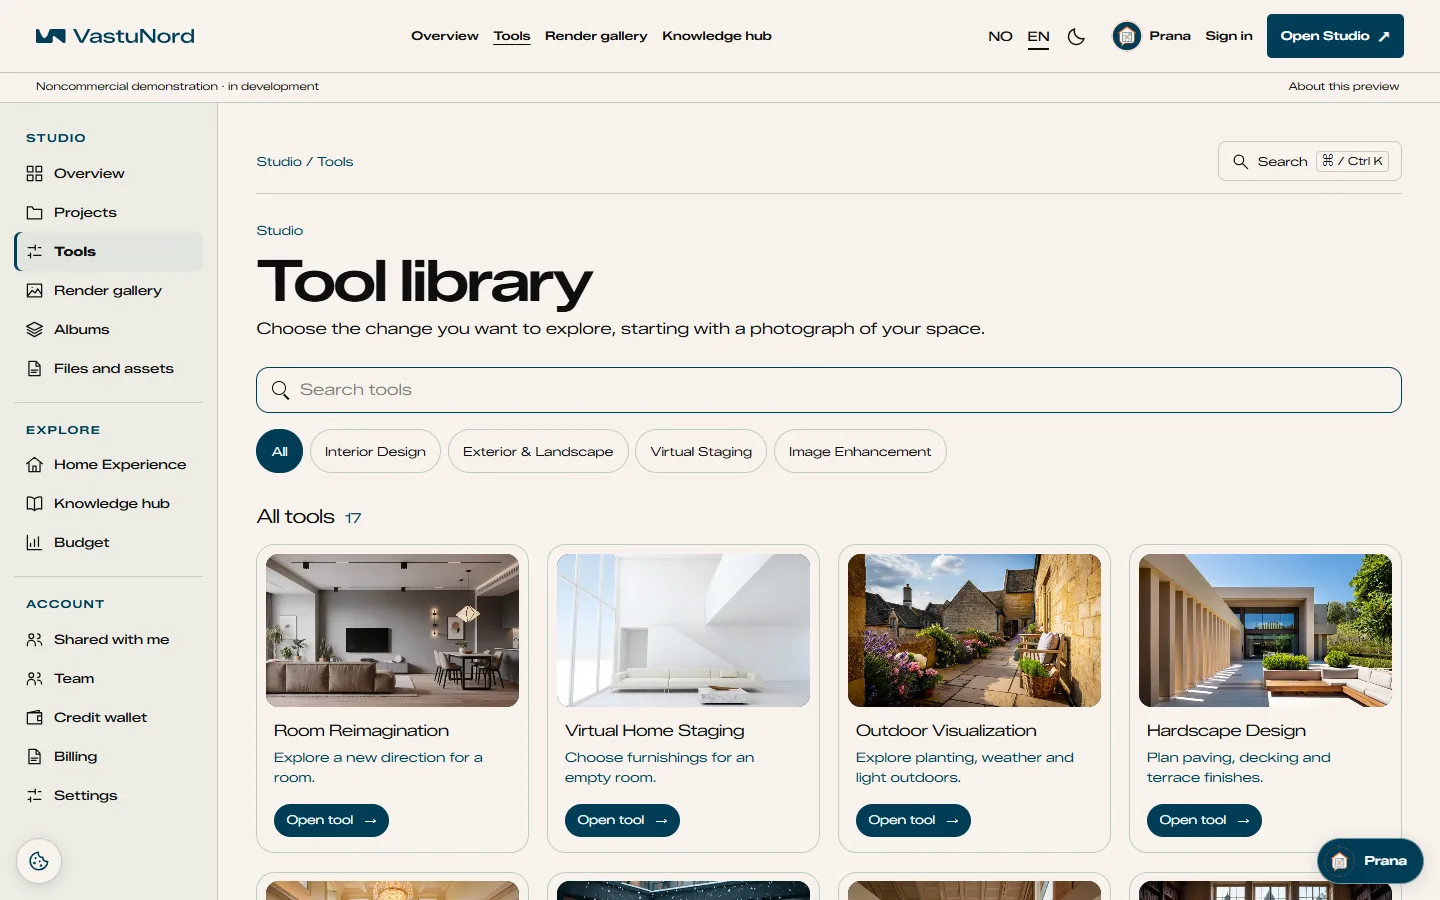 VastuNord
Overview Tools Render gallery Knowledge hub
NO EN
Prana Sign in Open Studio ↗
Noncommercial demonstration · in development
About this preview
STUDIO
Overview
Projects
Tools
Render gallery
Albums
Files and assets
EXPLORE
Home Experience
Knowledge hub
Budget
ACCOUNT
Shared with me
Team
Credit wallet
Billing
Settings
Studio / Tools
Search ⌘ / Ctrl K
Studio
Tool library
Choose the change you want to explore, starting with a photograph of your space.
Search tools
All Interior Design Exterior & Landscape Virtual Staging Image Enhancement
All tools 17
Room Reimagination
Explore a new direction for a
room.
Open tool →
Virtual Home Staging
Choose furnishings for an
empty room.
Open tool →
Outdoor Visualization
Explore planting, weather and
light outdoors.
Open tool →
Hardscape Design
Plan paving, decking and
terrace finishes.
Open tool →
Prana